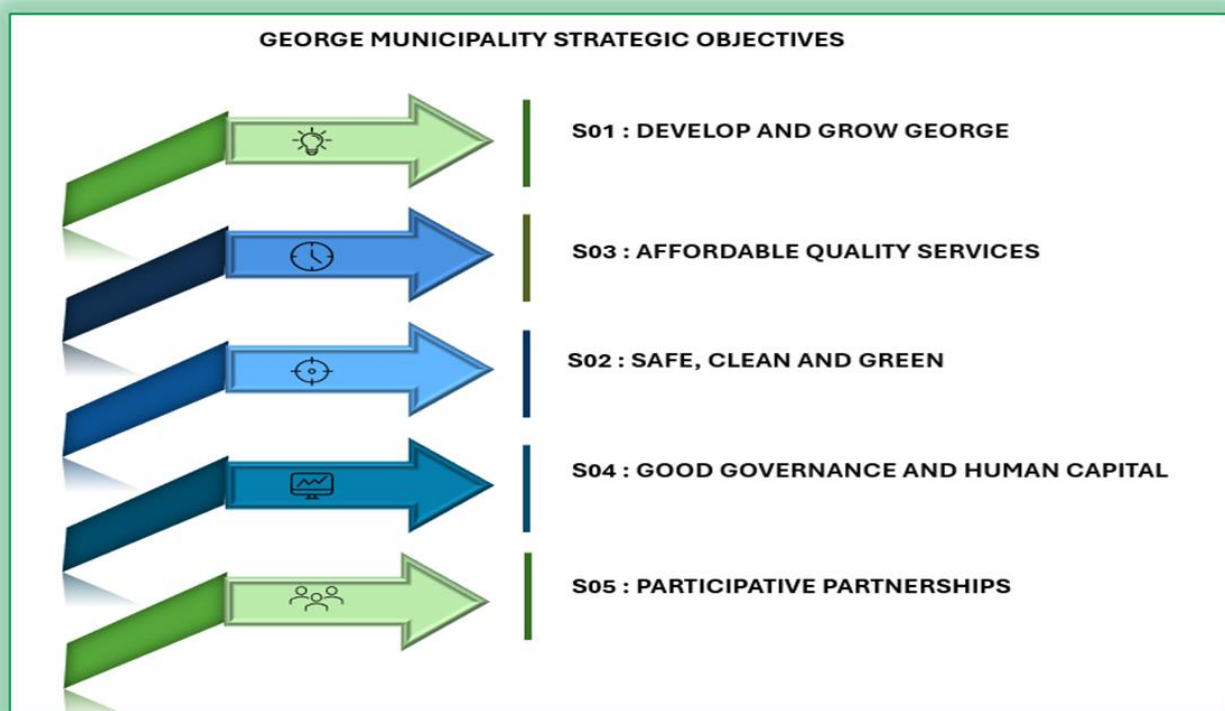 GEORGE MUNICIPALITY STRATEGIC OBJECTIVES
S01 : DEVELOP AND GROW GEORGE
S03 : AFFORDABLE QUALITY SERVICES
S02 : SAFE, CLEAN AND GREEN
S04 : GOOD GOVERNANCE AND HUMAN CAPITAL
S05 : PARTICIPATIVE PARTNERSHIPS